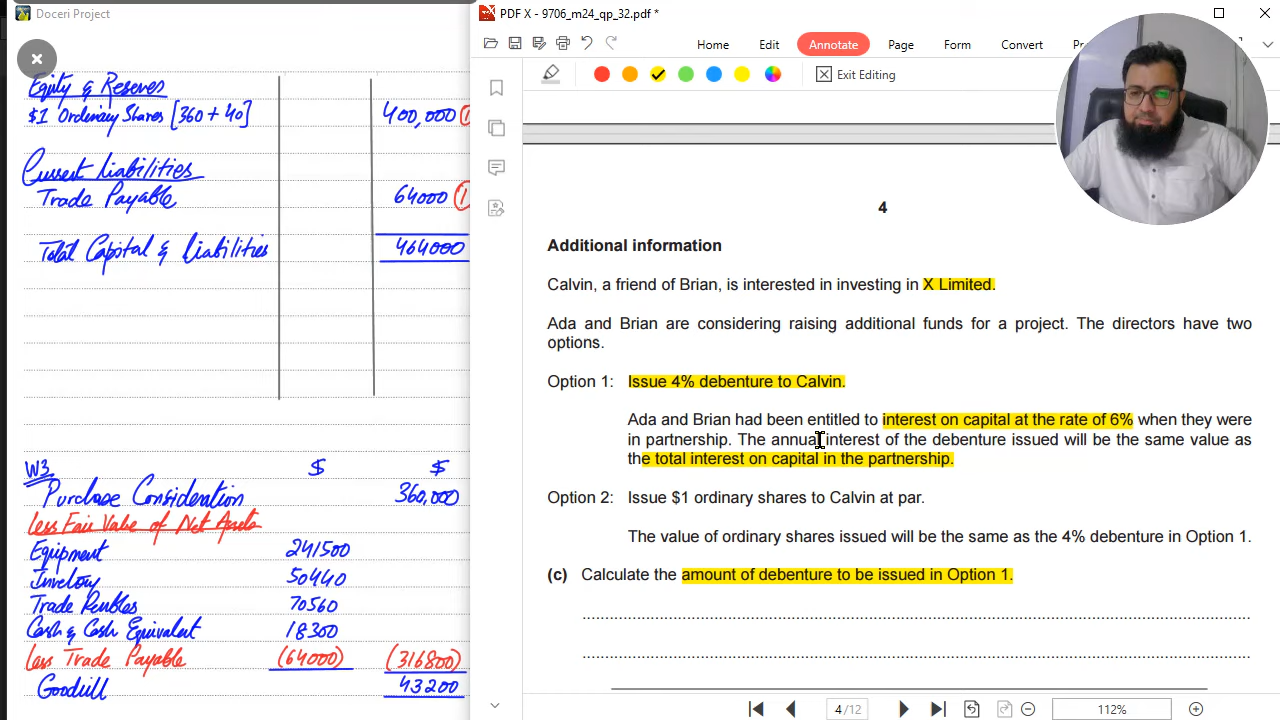 Doceri Project
Equity & Reserves
$1 Ordinary Shares [360 + 40]
400,000
Current Liabilities
Trade Payable
64000
Total Capital & Liabilities
464000
W3
$
$
Purchase Consideration
360,000
less Fair Value of Net Assets
Equipment
241500
Invetory
50440
Trade
70560
Cash & Cash Equivalent
18300
less Trade Payable
(64000)
(316800)
Goodwill
43200
PDF X - 9706_m24_qp_32.pdf *
Home
Edit
Annotate
Page
Form
Convert
Exit Editing
4
Additional information
Calvin, a friend of Brian, is interested in investing in X Limited.
Ada and Brian are considering raising additional funds for a project. The directors have two
options.
Option 1: Issue 4% debenture to Calvin.
Ada and Brian had been entitled to interest on capital at the rate of 6% when they were
in partnership. The annual interest of the debenture issued will be the same value as
the total interest on capital in the partnership.
Option 2: Issue $1 ordinary shares to Calvin at par.
The value of ordinary shares issued will be the same as the 4% debenture in Option 1.
(c) Calculate the amount of debenture to be issued in Option 1.
4 /12
112%